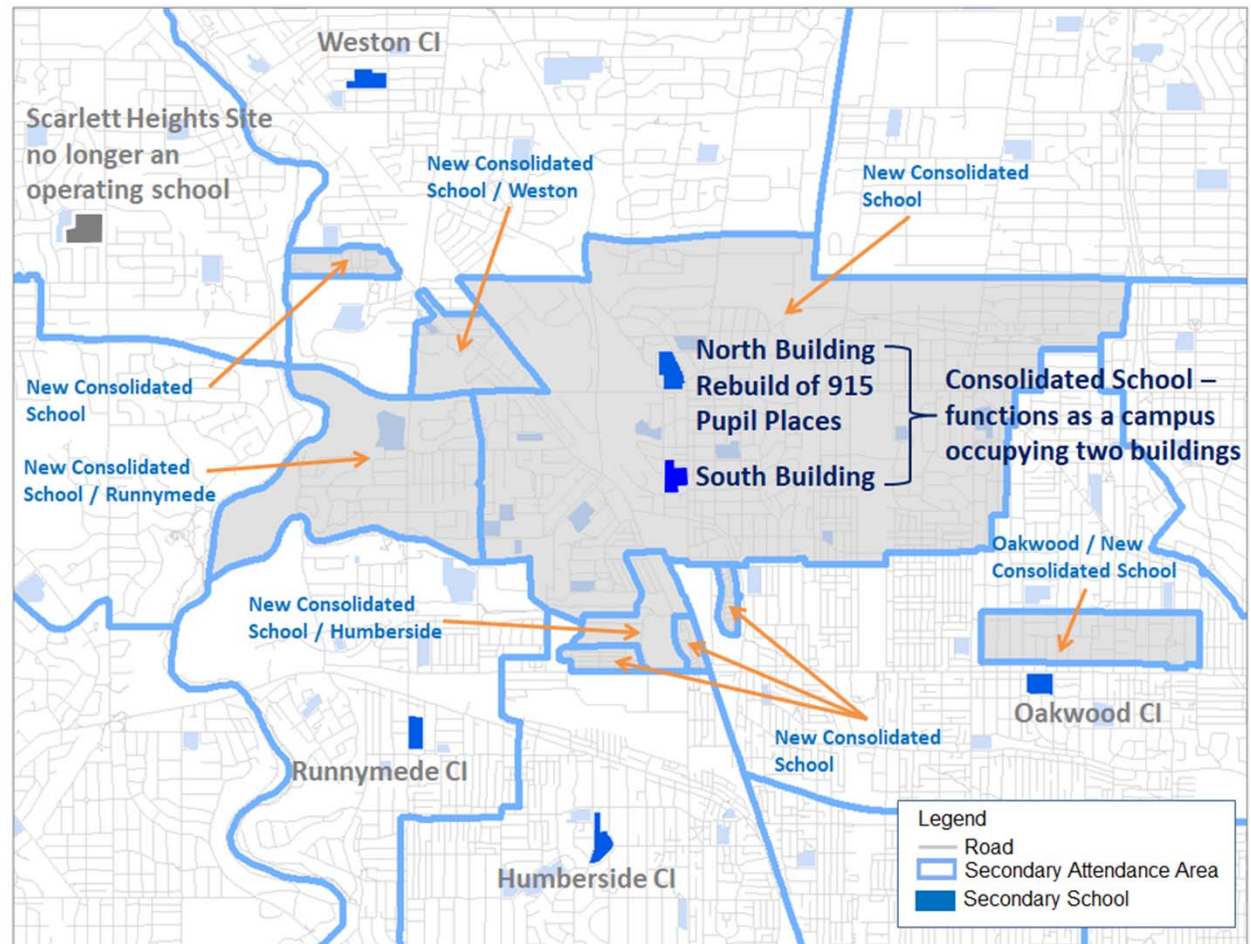 Weston CI
Scarlett Heights Site
no longer an
operating school
New Consolidated
School / Weston
New Consolidated
School
North Building
Rebuild of 915
Pupil Places
South Building
Consolidated School –
functions as a campus
occupying two buildings
New Consolidated
School
New Consolidated
School / Runnymede
Oakwood / New
Consolidated School
New Consolidated
School / Humberside
Oakwood CI
New Consolidated
School
Runnymede CI
Humberside CI
Legend
Road
Secondary Attendance Area
Secondary School